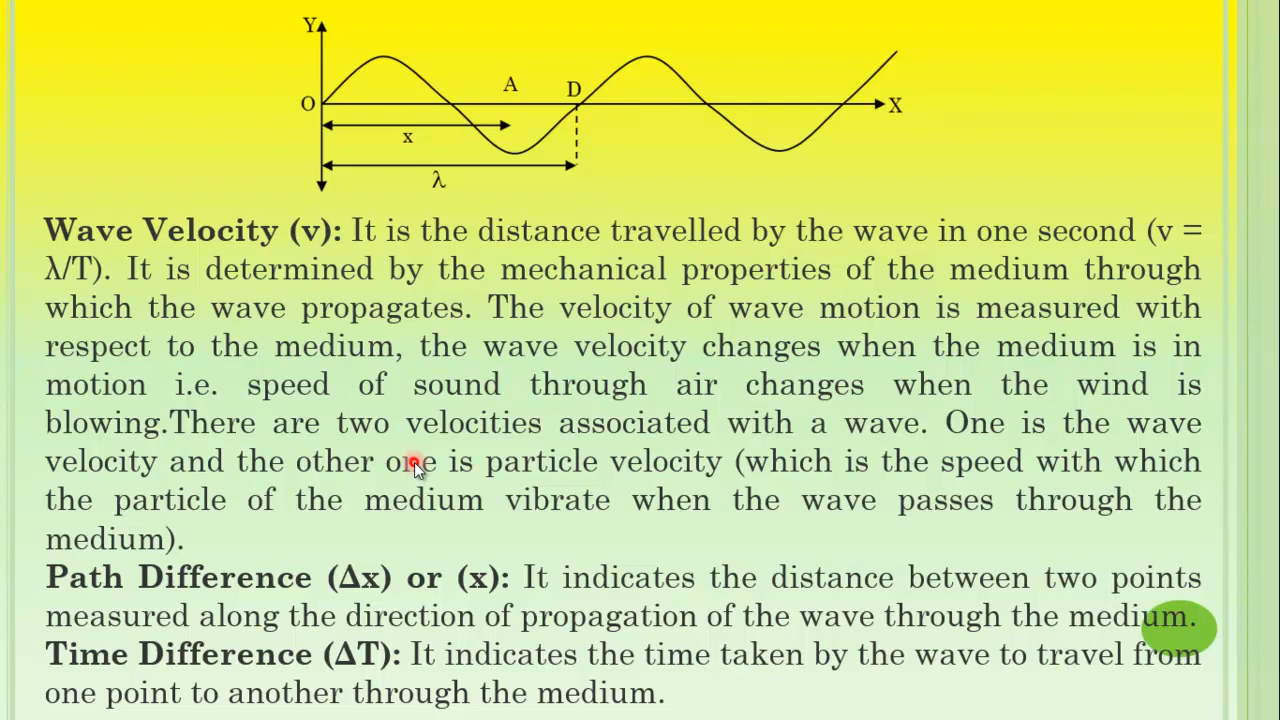 Y
A
D
O
X
x
λ
Wave Velocity (v): It is the distance travelled by the wave in one second (v =
λ/T). It is determined by the mechanical properties of the medium through
which the wave propagates. The velocity of wave motion is measured with
respect to the medium, the wave velocity changes when the medium is in
motion i.e. speed of sound through air changes when the wind is
blowing.There are two velocities associated with a wave. One is the wave
velocity and the other one is particle velocity (which is the speed with which
the particle of the medium vibrate when the wave passes through the
medium).
Path Difference (Δx) or (x): It indicates the distance between two points
measured along the direction of propagation of the wave through the medium.
Time Difference (ΔT): It indicates the time taken by the wave to travel from
one point to another through the medium.